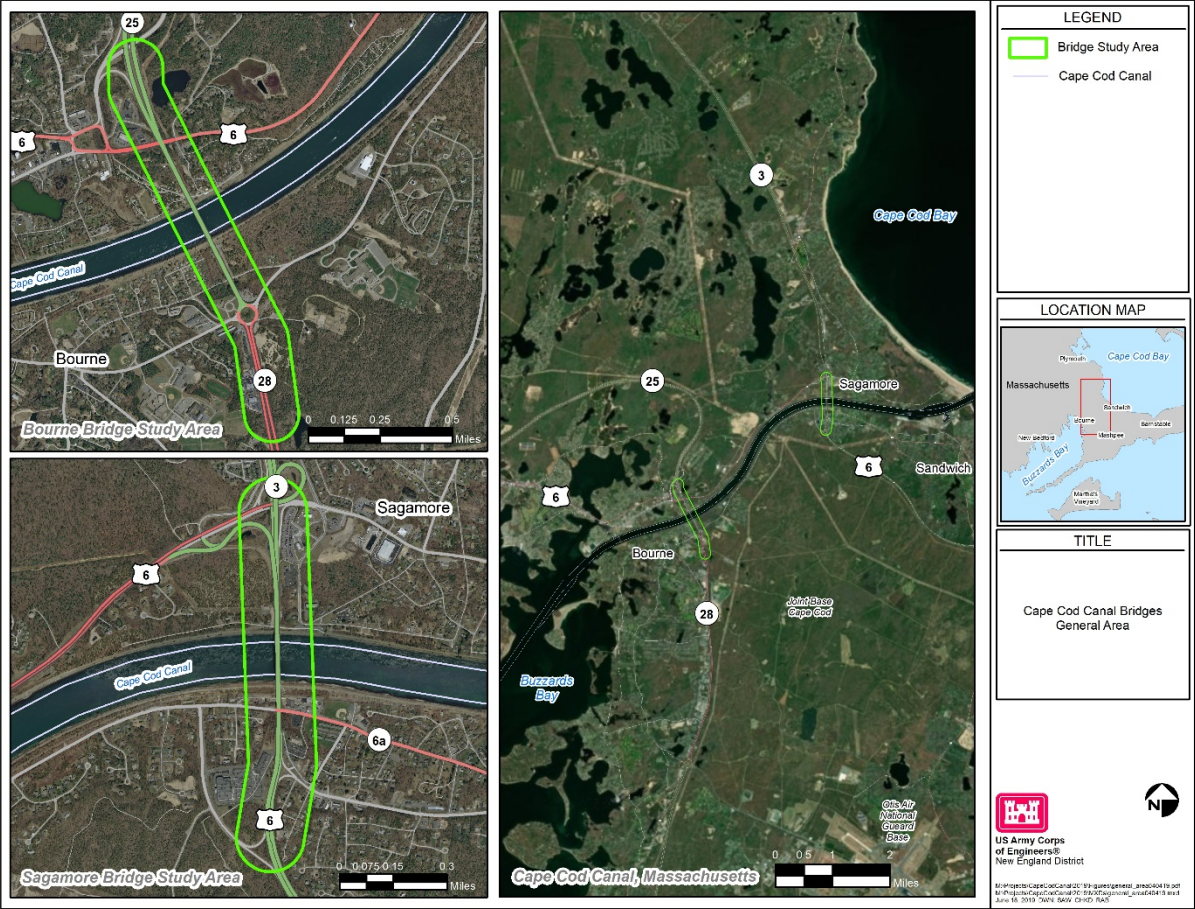 25
6
6
Cape Cod Canal
Bourne
28
Bourne Bridge Study Area
0 0.125 0.25 0.5
Miles
3
Sagamore
6
Cape Cod Canal
6a
6
Sagamore Bridge Study Area
0 0.075 0.15 0.3
Miles
3
Cape Cod Bay
25
Sagamore
6
Sandwich
6
Bourne
Joint Base
Cape Cod
28
Buzzards
Bay
Otis Air
National
Gueard
Base
Cape Cod Canal, Massachusetts
0 0.5 1 2
Miles
LEGEND
Bridge Study Area
Cape Cod Canal
LOCATION MAP
Plymouth
Cape Cod Bay
Massachusetts
Sandwich
Bourne
Barnstable
New Bedford
Mashpee
Buzzards Bay
Martha's
Vineyard
TITLE
Cape Cod Canal Bridges
General Area
N
US Army Corps
of Engineers®
New England District
June 18, 2019 DWN: SAW CHKD: RAB